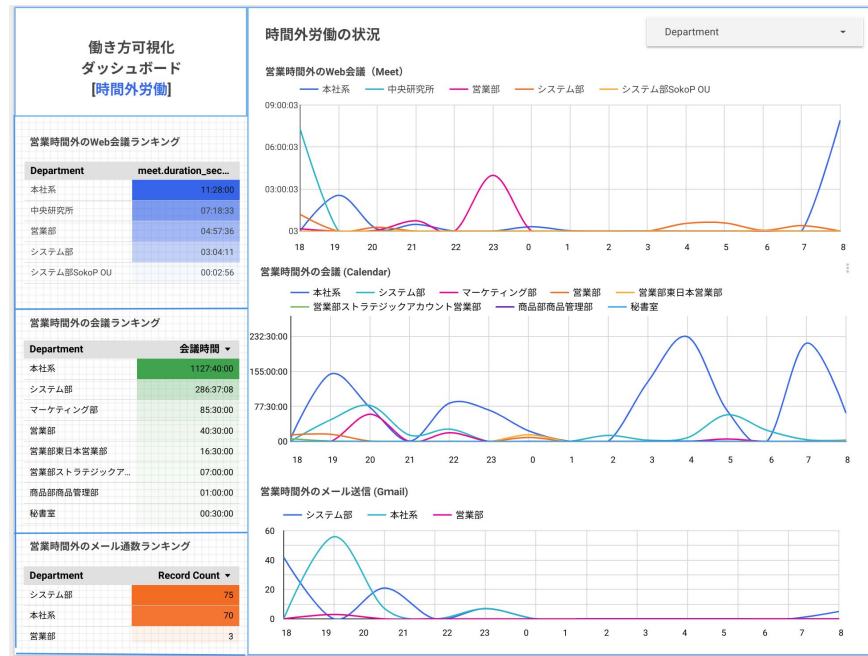 働き方可視化
ダッシュボード
[時間外労働]
営業時間外のWeb会議ランキング
Department meet.duration_sec...
本社系 11:28:00
中央研究所 07:18:33
営業部 04:57:36
システム部 03:04:11
システム部SokoP OU 00:02:56
営業時間外の会議ランキング
Department 会議時間
本社系 1127:40:00
システム部 286:37:08
マーケティング部 85:30:00
営業部 40:30:00
営業部東日本営業部 16:30:00
営業部ストラテジックア... 07:00:00
商品部商品管理部 01:00:00
秘書室 00:30:00
営業時間外のメール通数ランキング
Department Record Count
システム部 75
本社系 70
営業部 3
時間外労働の状況
Department
営業時間外のWeb会議（Meet）
本社系 中央研究所 営業部 システム部 システム部SokoP OU
09:00:03
06:00:03
03:00:03
03
18 19 20 21 22 23 0 1 2 3 4 5 6 7 8
営業時間外の会議 (Calendar)
本社系 システム部 マーケティング部 営業部 営業部東日本営業部
営業部ストラテジックアカウント営業部 商品部商品管理部 秘書室
232:30:00
155:00:00
77:30:00
00
18 19 20 21 22 23 0 1 2 3 4 5 6 7 8
営業時間外のメール送信 (Gmail)
システム部 本社系 営業部
60
40
20
0
18 19 20 21 22 23 0 1 2 3 4 5 6 7 8